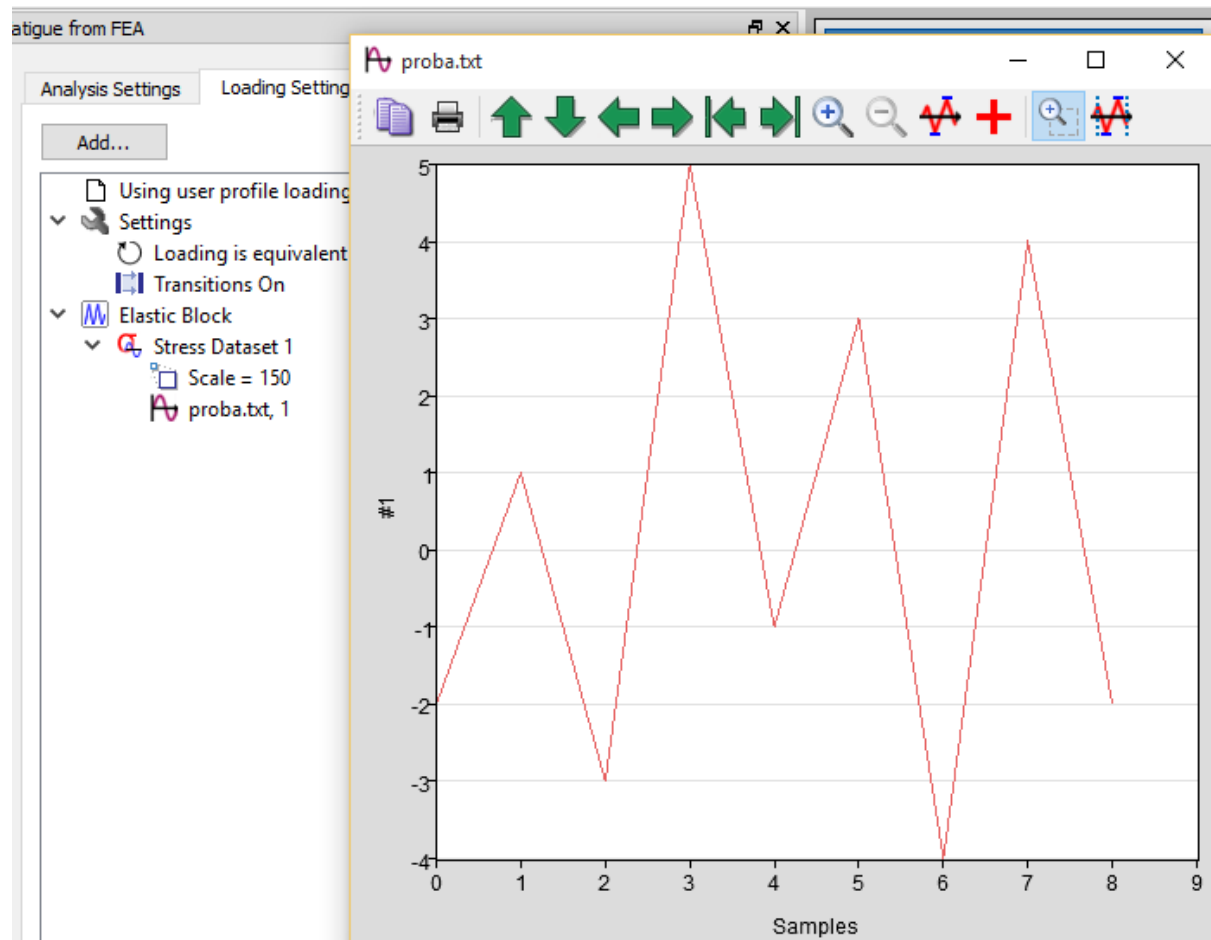 atigue from FEA
Analysis Settings
Loading Setting
Add...
Using user profile loading
Settings
Loading is equivalent
Transitions On
Elastic Block
Stress Dataset 1
Scale = 150
proba.txt, 1
proba.txt
5
4
3
2
1
0
-1
-2
-3
-4
#1
0 1 2 3 4 5 6 7 8 9
Samples